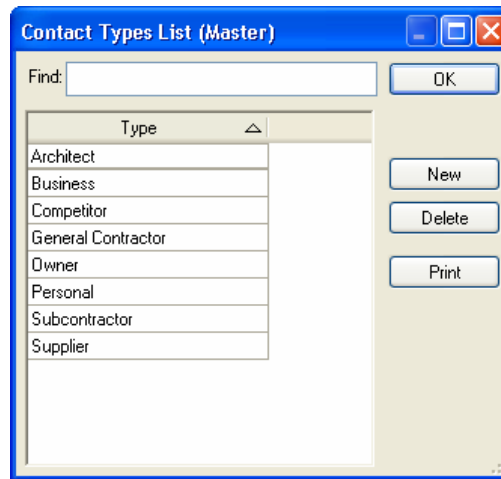 Contact Types List (Master)
Find:
OK
Type
Architect
Business
Competitor
General Contractor
Owner
Personal
Subcontractor
Supplier
New
Delete
Print